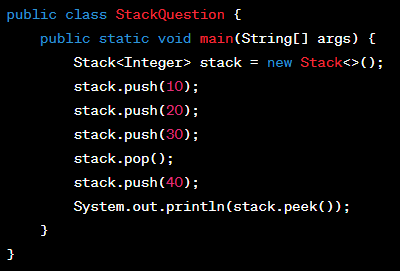 public class StackQuestion {
    public static void main(String[] args) {
        Stack<Integer> stack = new Stack<>();
        stack.push(10);
        stack.push(20);
        stack.push(30);
        stack.pop();
        stack.push(40);
        System.out.println(stack.peek());
    }
}